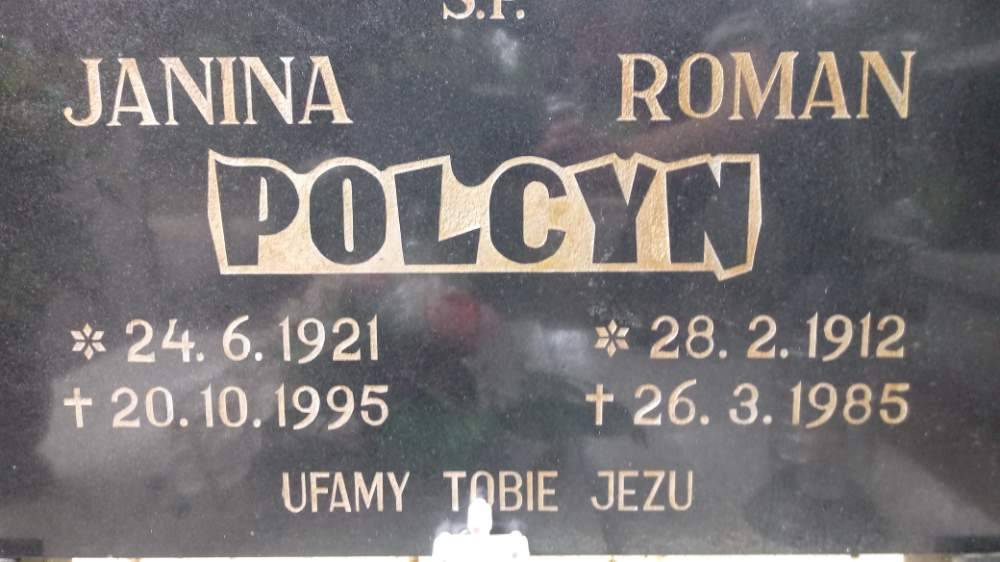 Ś.P.
JANINA ROMAN
POLCYN
* 24. 6. 1921 * 28. 2. 1912
† 20. 10. 1995 † 26. 3. 1985
UFAMY TOBIE JEZU